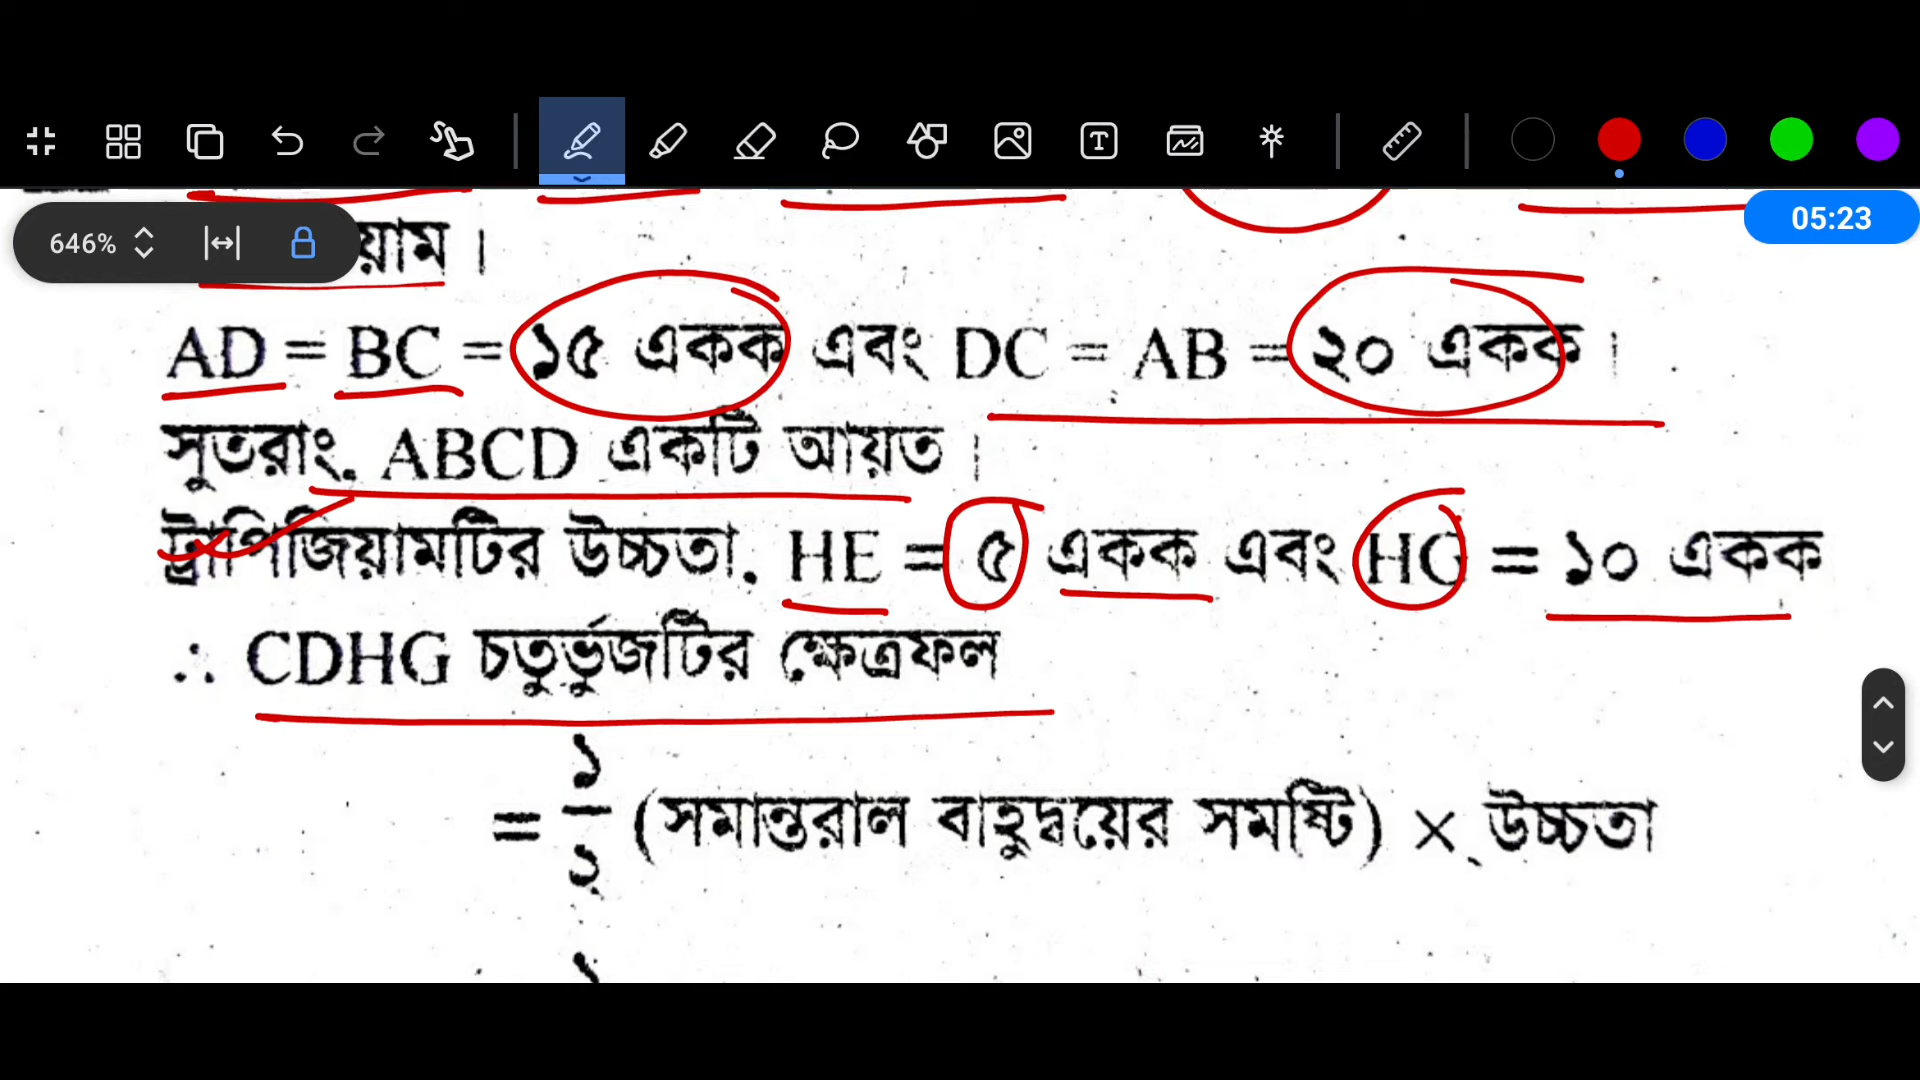 646%
05:23
য়াম।
AD = BC = ১৫ একক এবং DC = AB = ২০ একক।
সুতরাং, ABCD একটি আয়ত।
ট্রাপিজিয়ামটির উচ্চতা, HE = ৫ একক এবং HG = ১০ একক
∴ CDHG চতুর্ভুজটির ক্ষেত্রফল
= ১/২ (সমান্তরাল বাহুদ্বয়ের সমষ্টি) × উচ্চতা